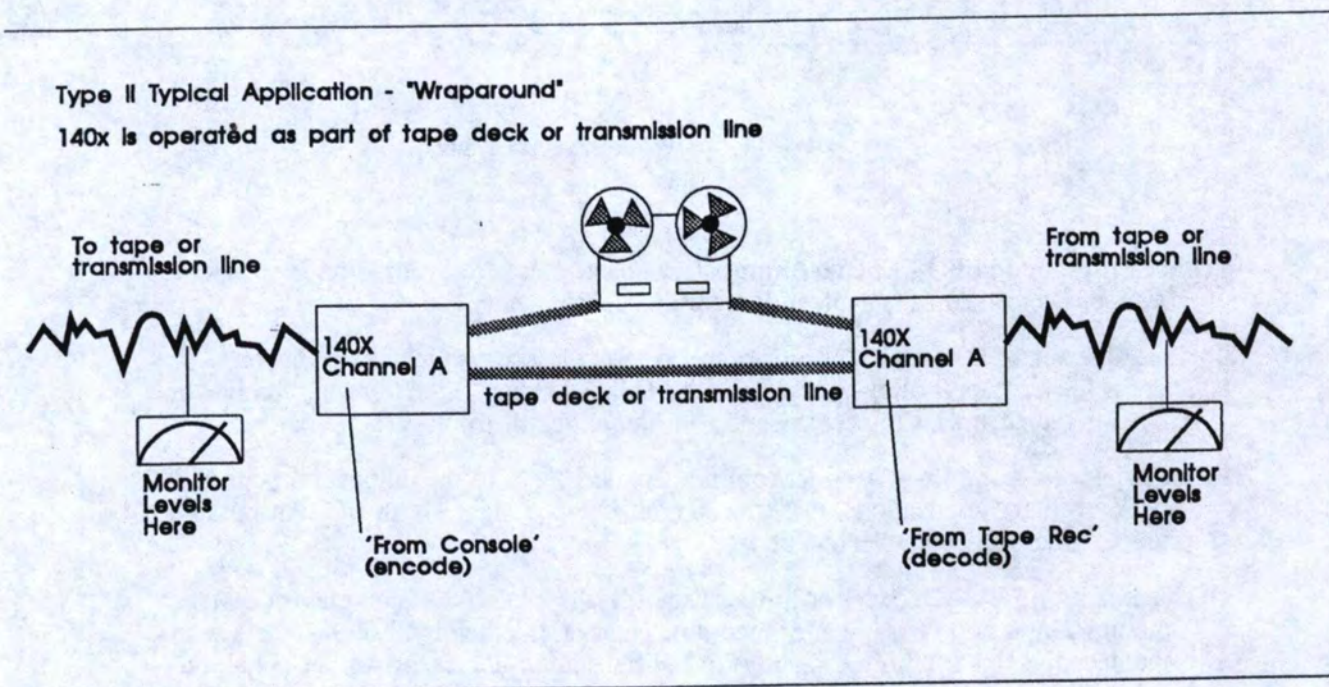 Type II Typical Application - "Wraparound"
140x is operated as part of tape deck or transmission line
To tape or
transmission line
From tape or
transmission line
140X
Channel A
140X
Channel A
tape deck or transmission line
Monitor
Levels
Here
Monitor
Levels
Here
'From Console'
(encode)
'From Tape Rec'
(decode)